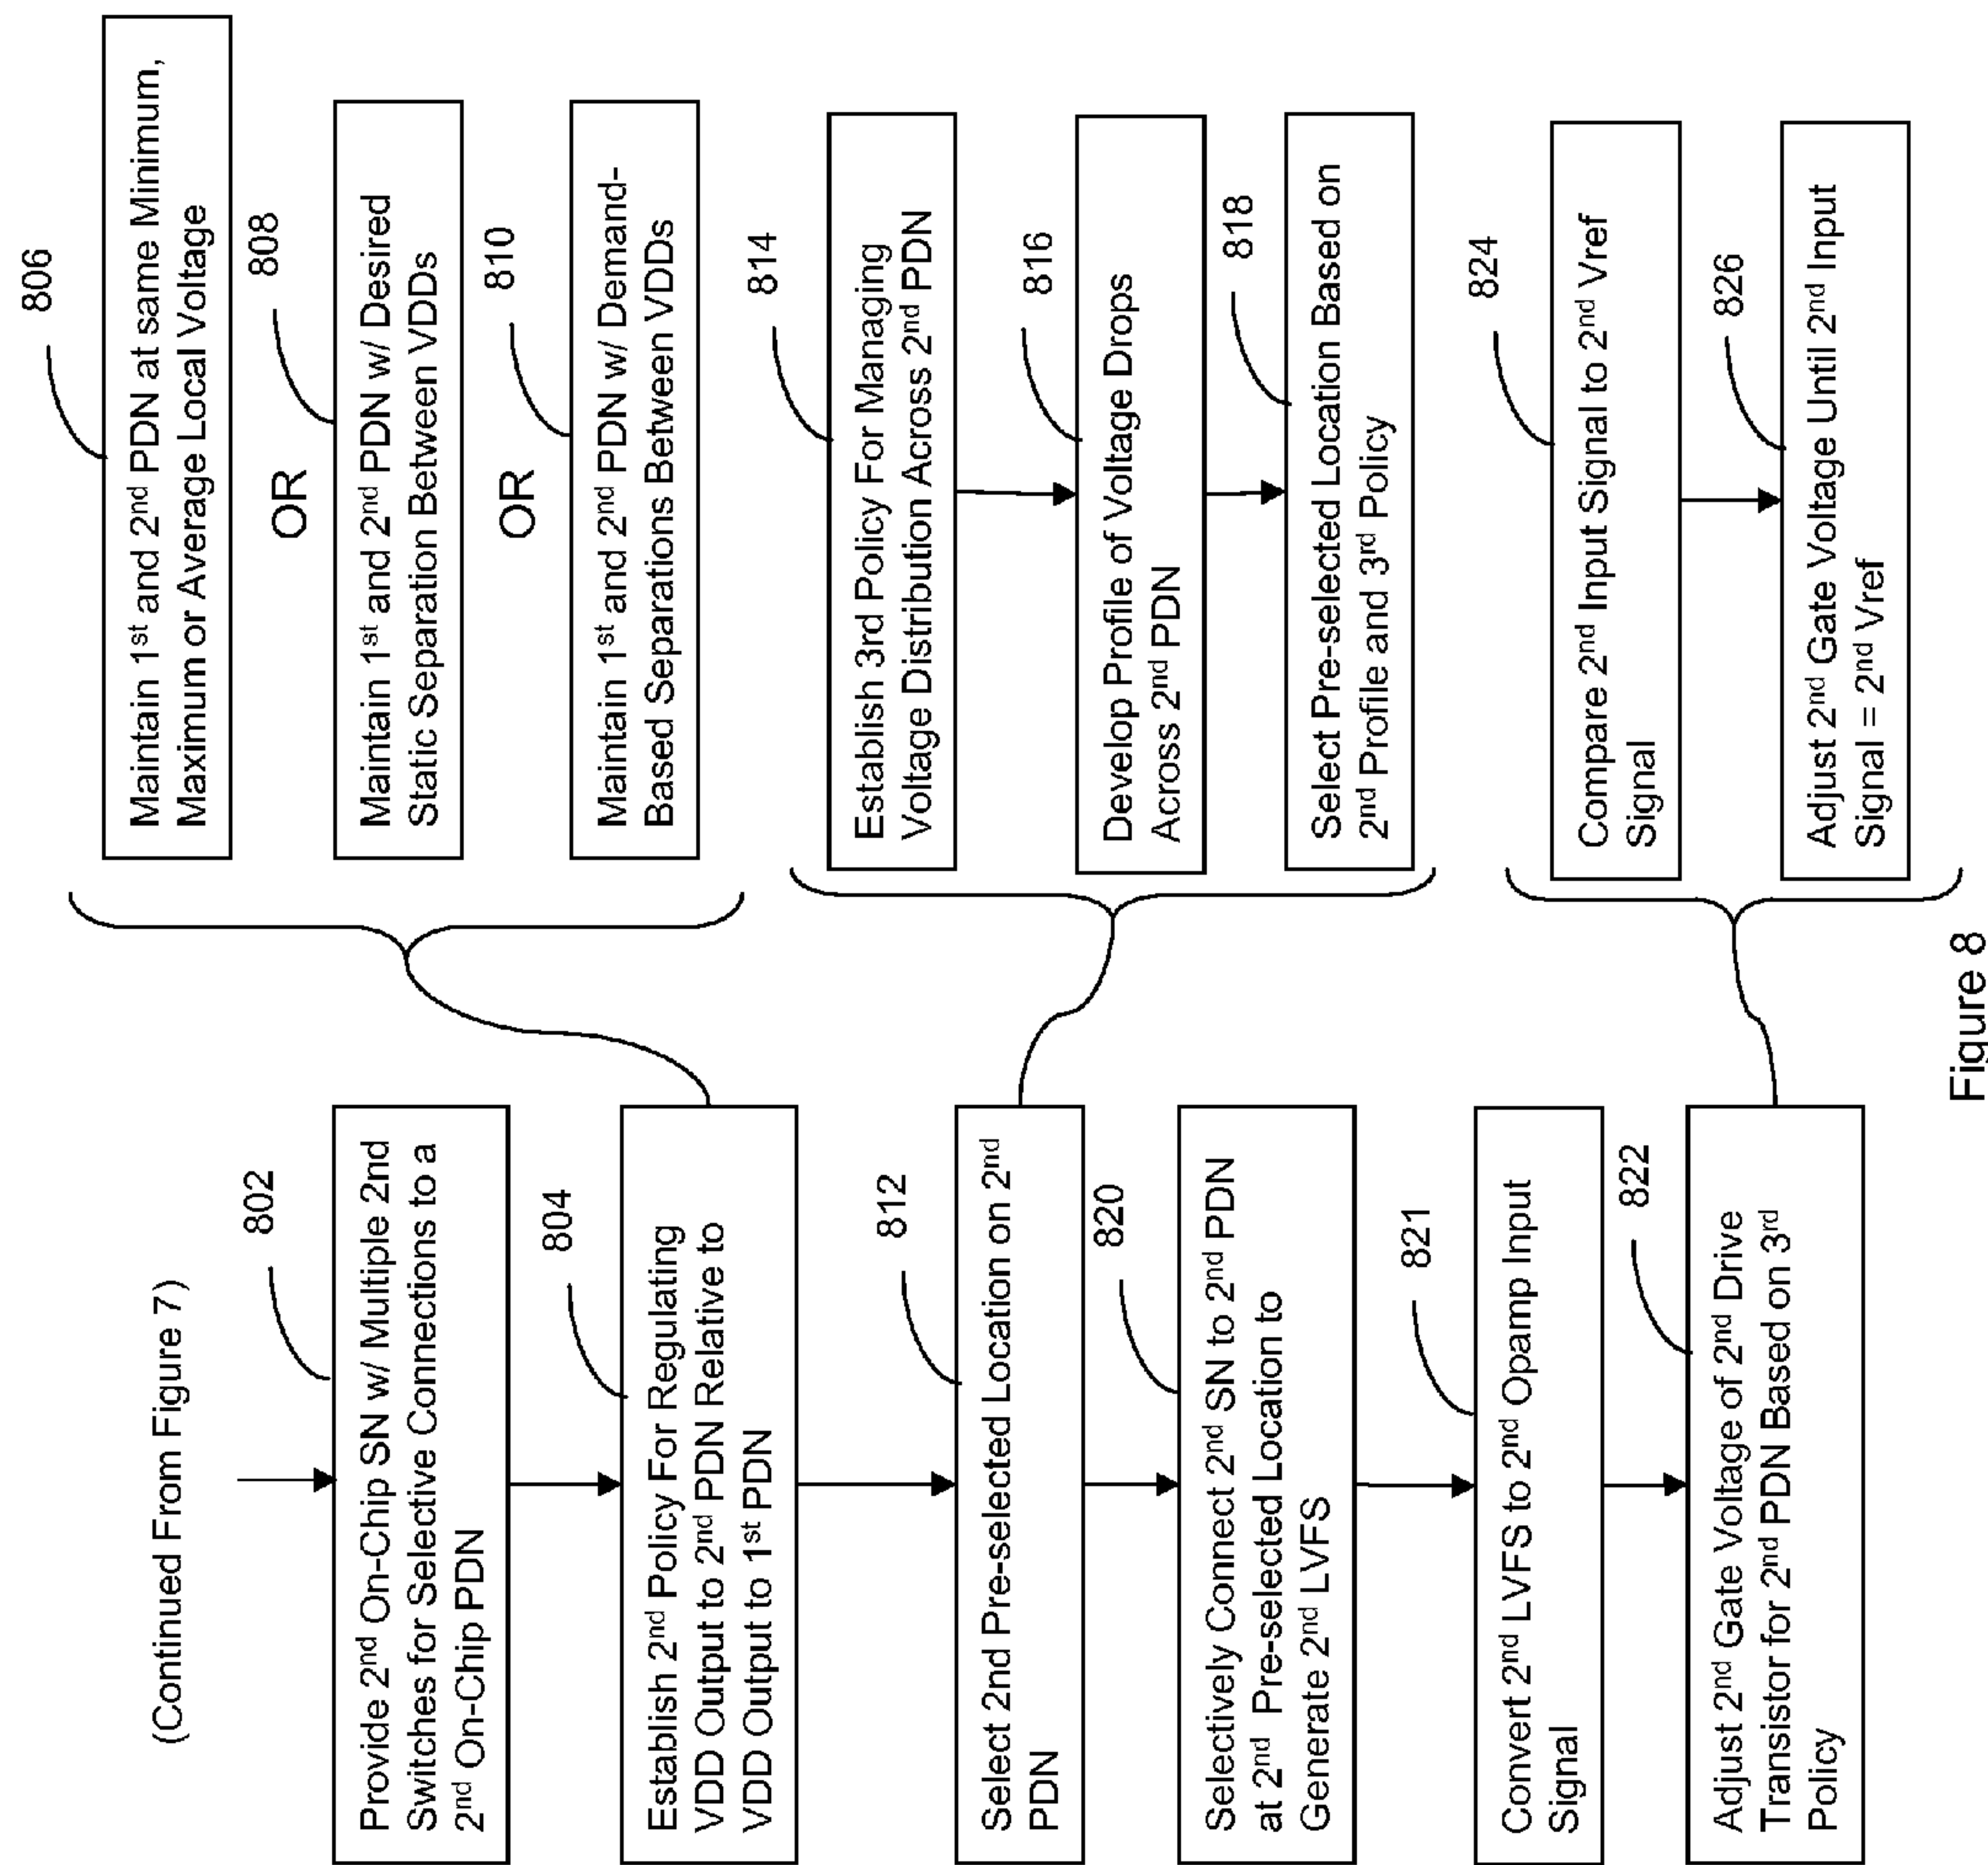 (Continued From Figure 7)
802
Provide 2nd On-Chip SN w/ Multiple 2nd
Switches for Selective Connections to a
2nd On-Chip PDN
804
Establish 2nd Policy For Regulating
VDD Output to 2nd PDN Relative to
VDD Output to 1st PDN
806
Maintain 1st and 2nd PDN at same Minimum,
Maximum or Average Local Voltage
OR
808
Maintain 1st and 2nd PDN w/ Desired
Static Separation Between VDDs
OR
810
Maintain 1st and 2nd PDN w/ Demand-
Based Separations Between VDDs
812
Select 2nd Pre-selected Location on 2nd
PDN
814
Establish 3rd Policy For Managing
Voltage Distribution Across 2nd PDN
816
Develop Profile of Voltage Drops
Across 2nd PDN
818
Select Pre-selected Location Based on
2nd Profile and 3rd Policy
820
Selectively Connect 2nd SN to 2nd PDN
at 2nd Pre-selected Location to
Generate 2nd LVFS
821
Convert 2nd LVFS to 2nd Opamp Input
Signal
822
Adjust 2nd Gate Voltage of 2nd Drive
Transistor for 2nd PDN Based on 3rd
Policy
824
Compare 2nd Input Signal to 2nd Vref
Signal
826
Adjust 2nd Gate Voltage Until 2nd Input
Signal = 2nd Vref
Figure 8